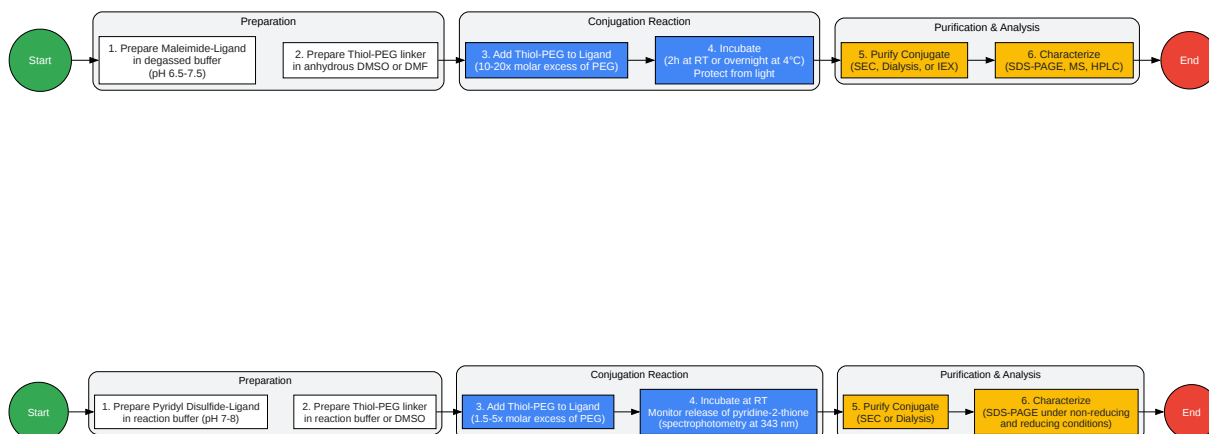 Preparation
Conjugation Reaction
Purification & Analysis
Start
1. Prepare Maleimide-Ligand
in degassed buffer
(pH 6.5-7.5)
2. Prepare Thiol-PEG linker
in anhydrous DMSO or DMF
3. Add Thiol-PEG to Ligand
(10-20x molar excess of PEG)
4. Incubate
(2h at RT or overnight at 4°C)
Protect from light
5. Purify Conjugate
(SEC, Dialysis, or IEX)
6. Characterize
(SDS-PAGE, MS, HPLC)
End
Preparation
Conjugation Reaction
Purification & Analysis
Start
1. Prepare Pyridyl Disulfide-Ligand
in reaction buffer (pH 7-8)
2. Prepare Thiol-PEG linker
in reaction buffer or DMSO
3. Add Thiol-PEG to Ligand
(1.5-5x molar excess of PEG)
4. Incubate at RT
Monitor release of pyridine-2-thione
(spectrophotometry at 343 nm)
5. Purify Conjugate
(SEC or Dialysis)
6. Characterize
(SDS-PAGE under non-reducing
and reducing conditions)
End